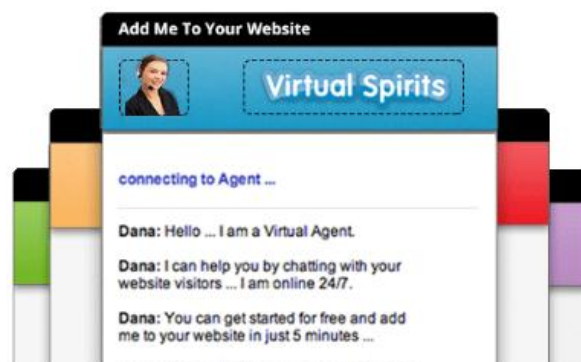 Add Me To Your Website
Virtual Spirits
connecting to Agent ...
Dana: Hello ... I am a Virtual Agent.
Dana: I can help you by chatting with your
website visitors ... I am online 24/7.
Dana: You can get started for free and add
me to your website in just 5 minutes ...